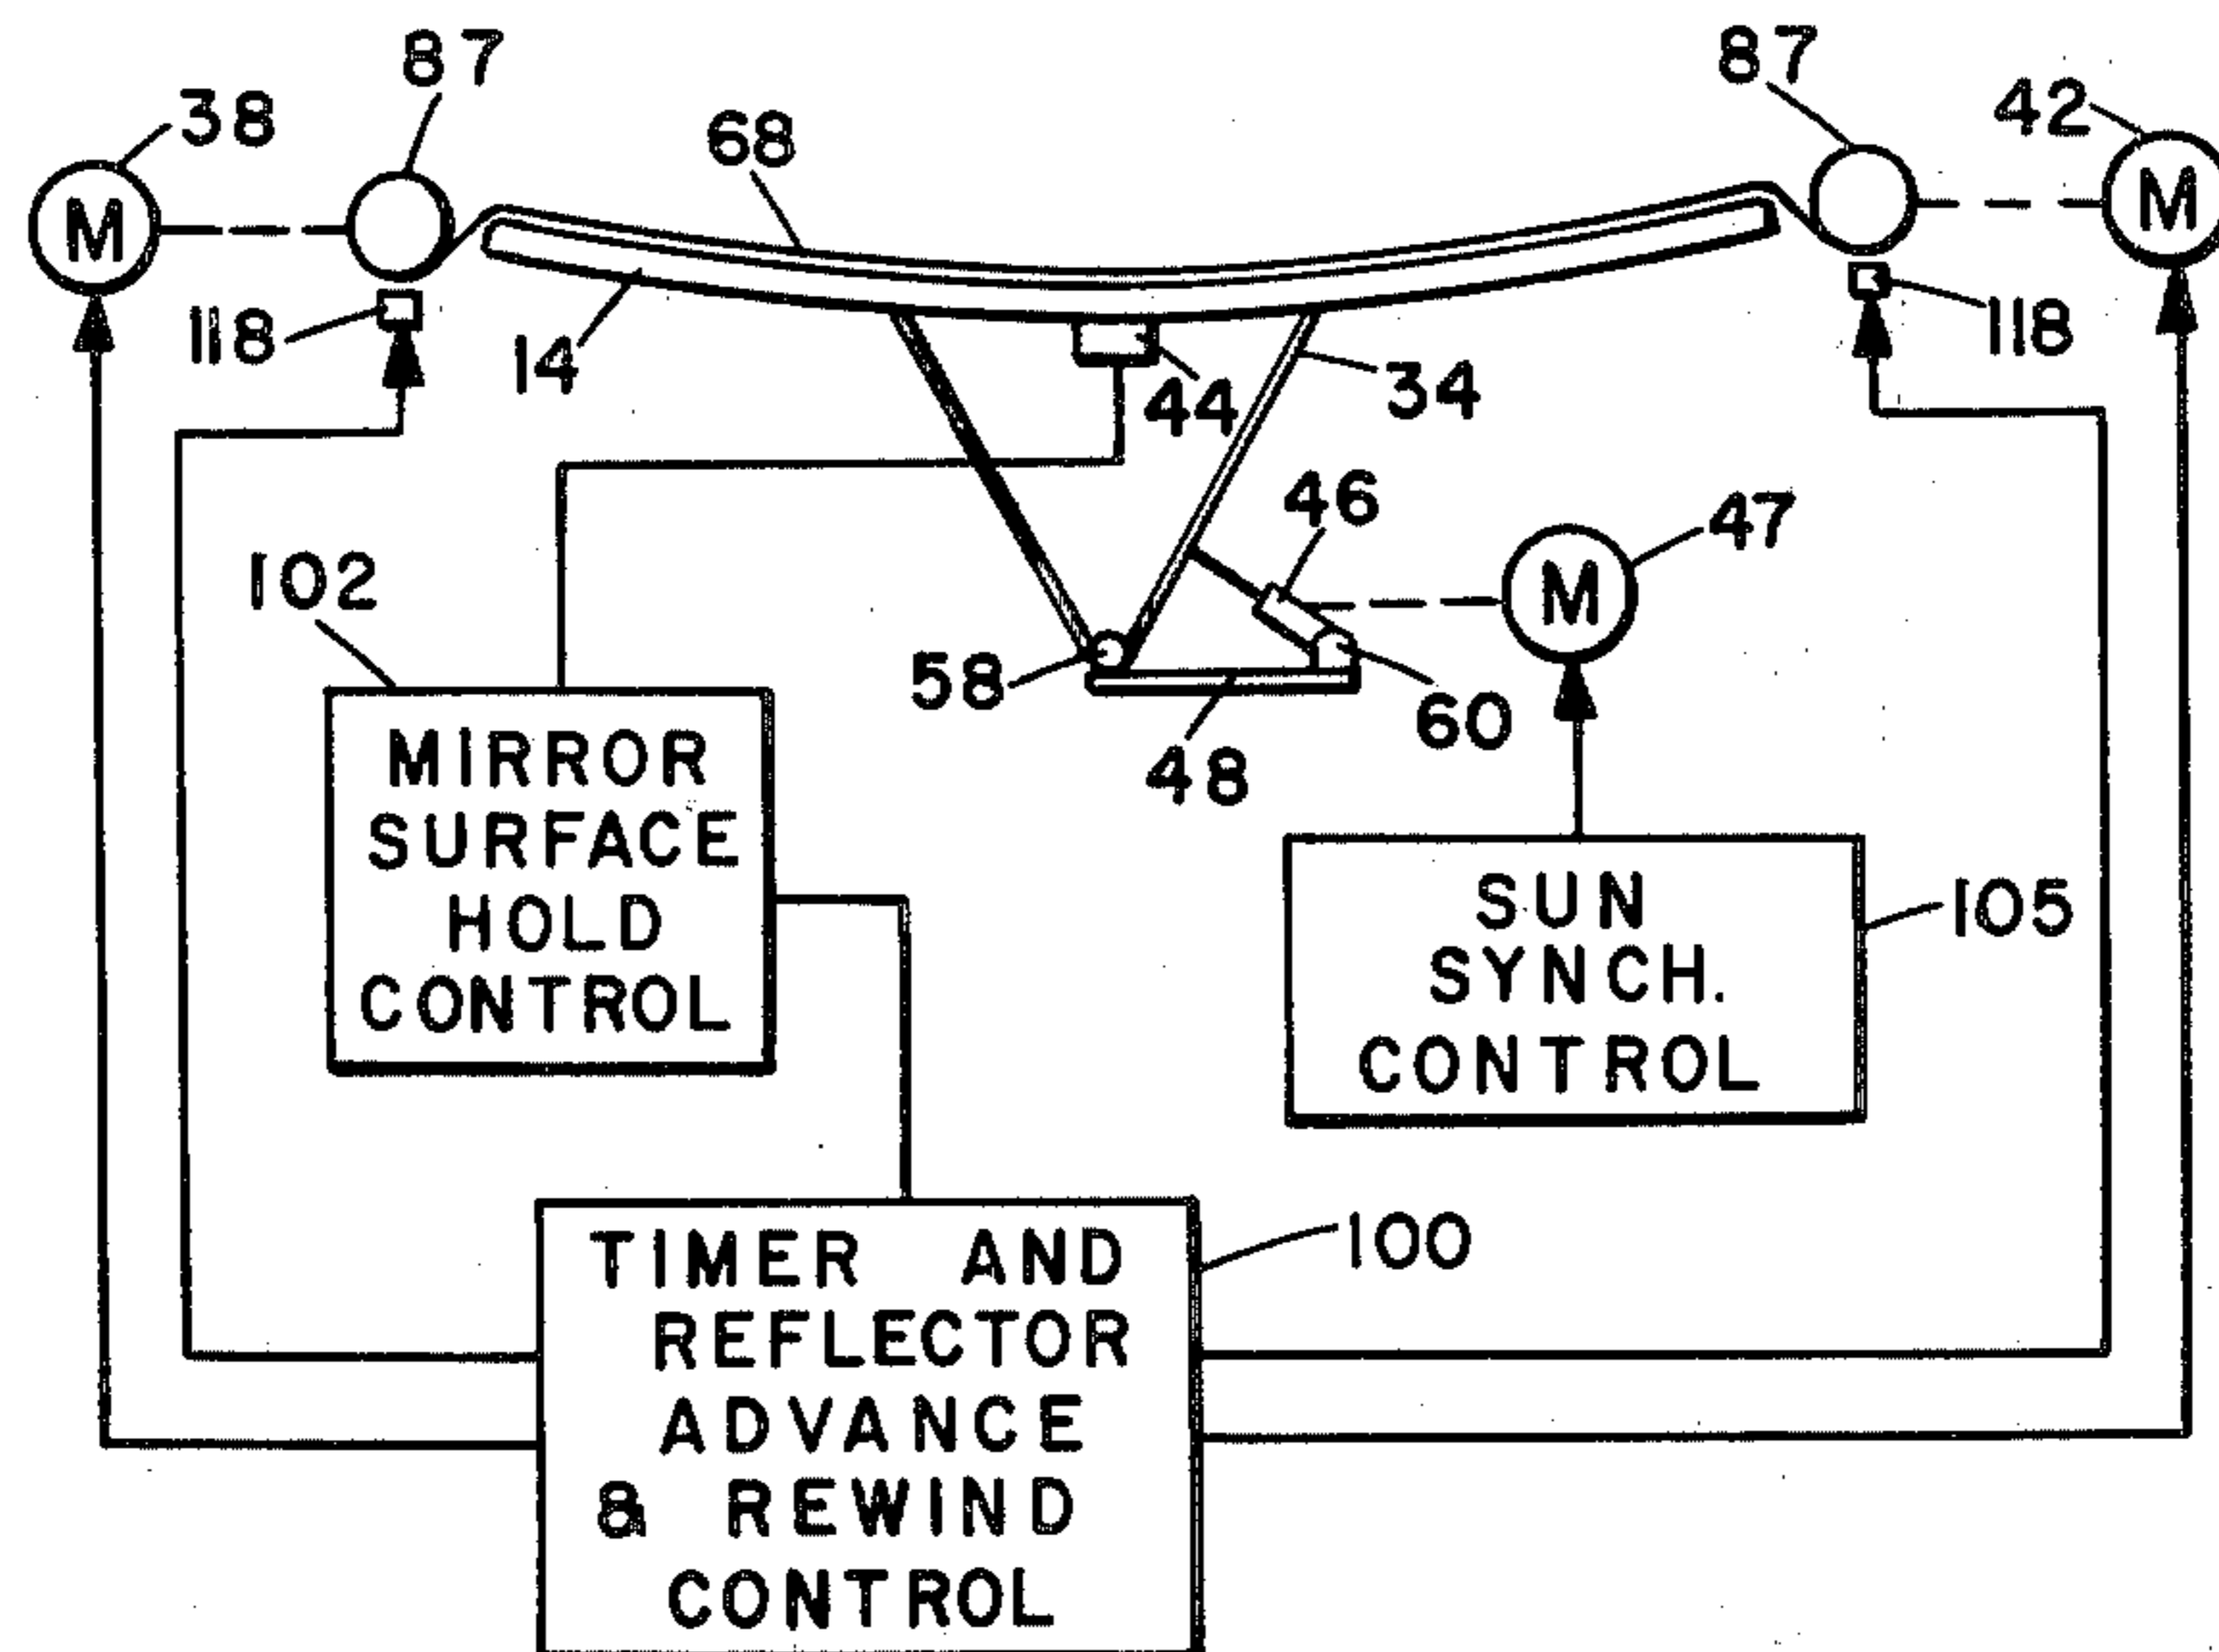 87
87
38
42
68
M
M
118
14
44
34
118
46
47
M
102
58
60
48
MIRROR
SURFACE
HOLD
CONTROL
SUN
SYNCH.
CONTROL
105
100
TIMER AND
REFLECTOR
ADVANCE
& REWIND
CONTROL